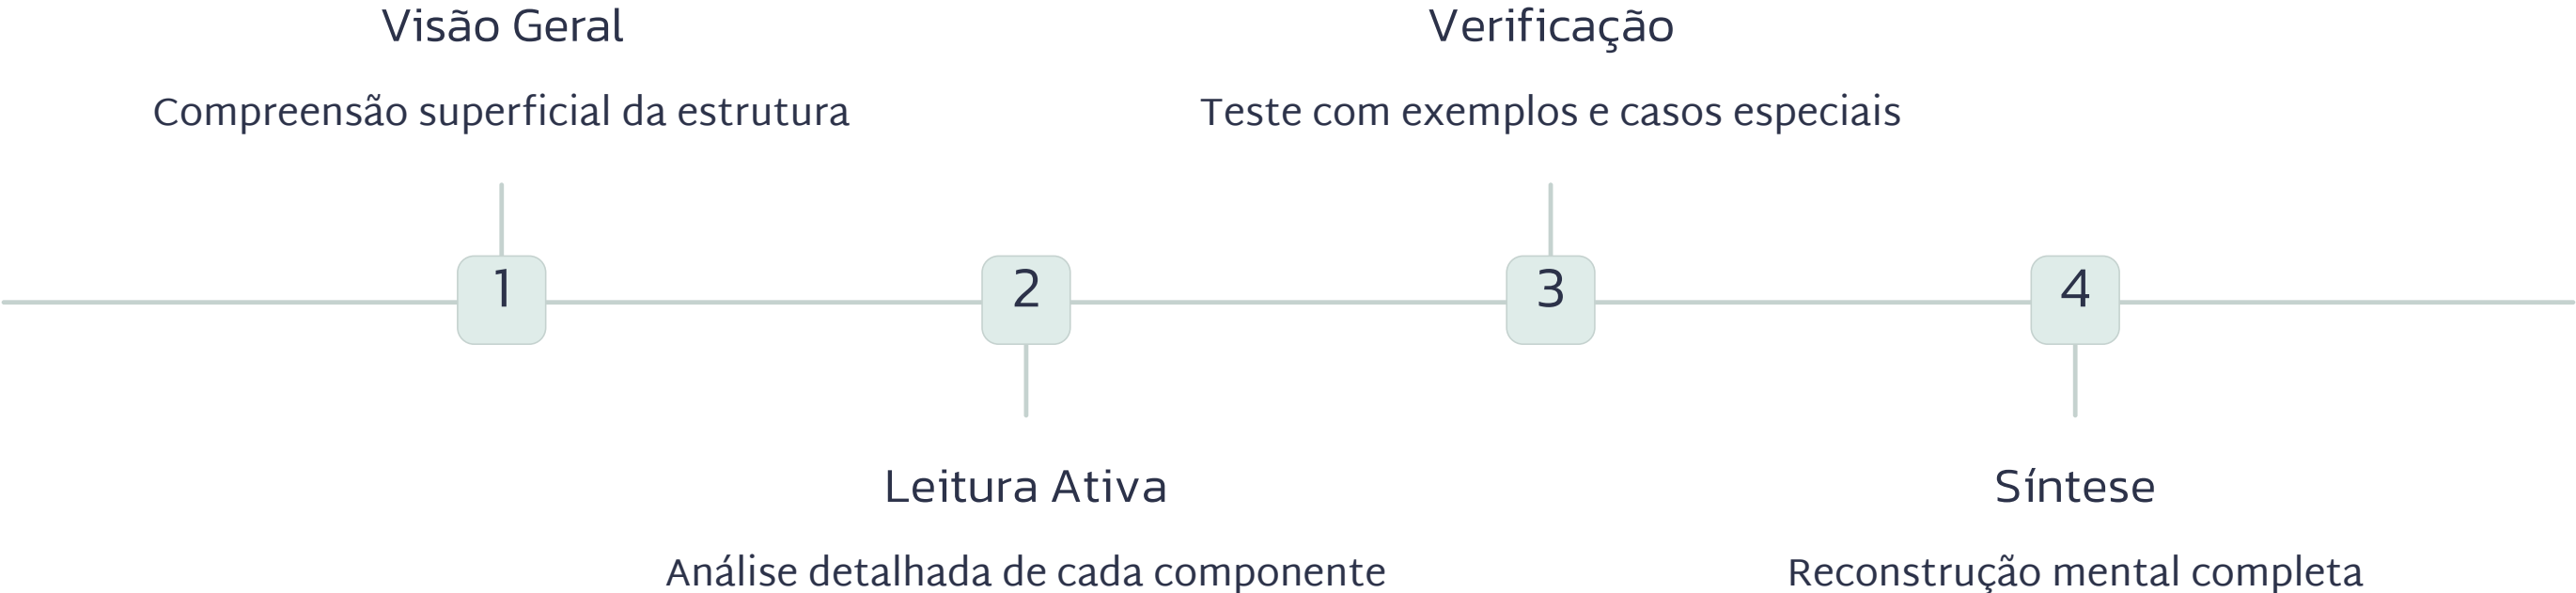 Visão Geral
Compreensão superficial da estrutura
Verificação
Teste com exemplos e casos especiais
1
2
3
4
Leitura Ativa
Análise detalhada de cada componente
Síntese
Reconstrução mental completa